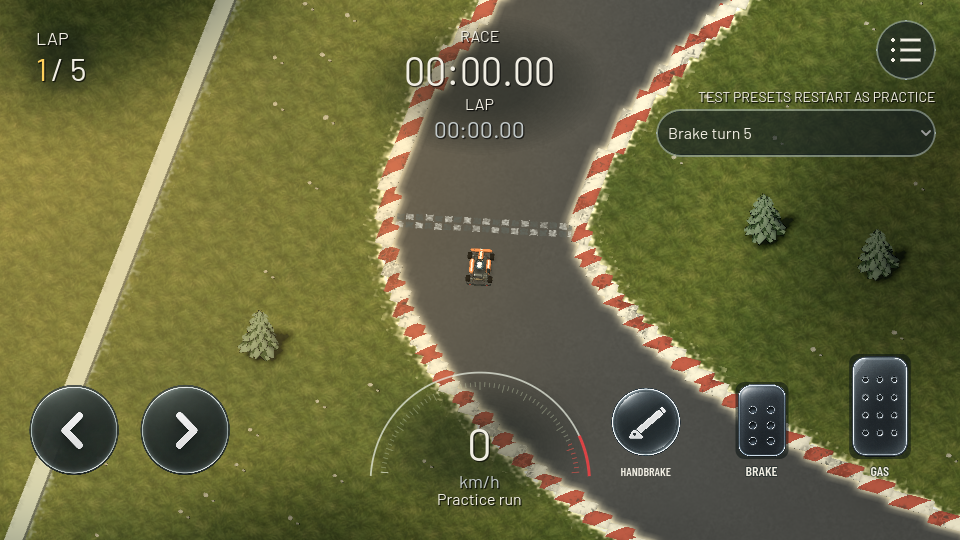 LAP
1/ 5
RACE
00:00.00
LAP
00:00.00
TEST PRESETS RESTART AS PRACTICE
Brake turn 5
0
km/h
Practice run
HANDBRAKE
BRAKE
GAS